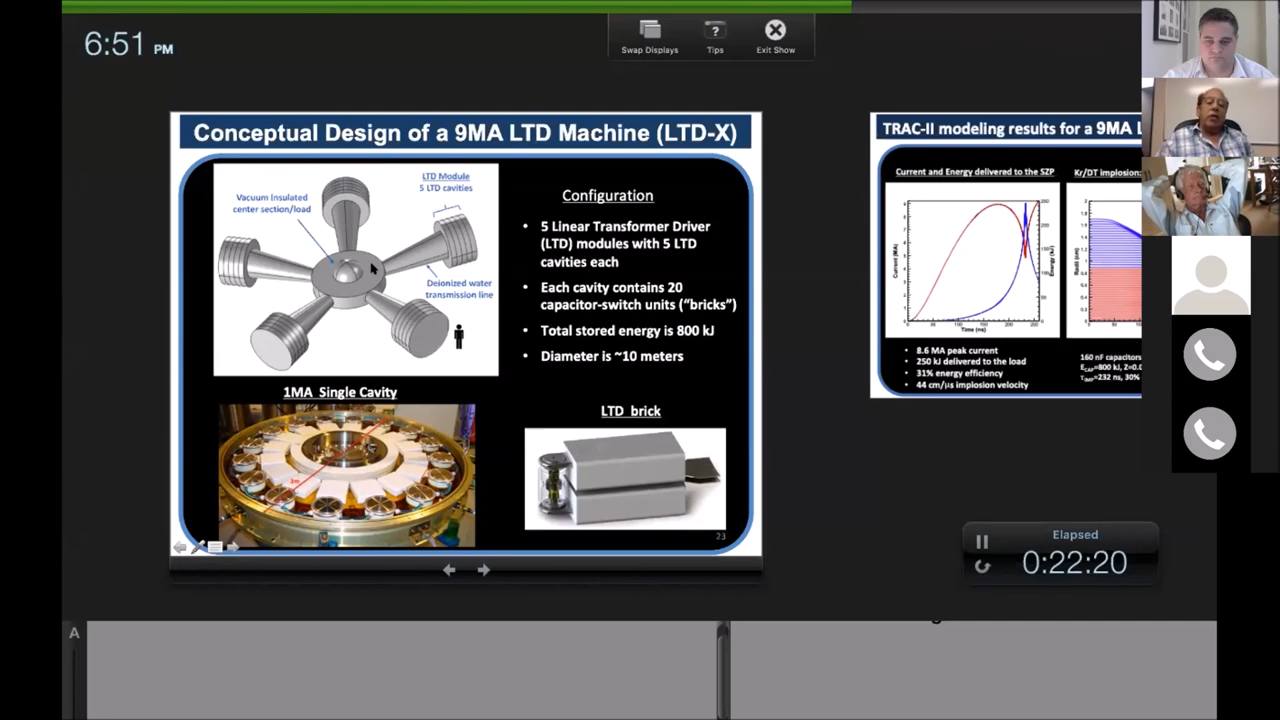 6:51 PM
Swap Displays
Tips
Exit Show
Conceptual Design of a 9MA LTD Machine (LTD-X)
LTD Module
5 LTD cavities
Vacuum Insulated
center section/load
Deionized water
transmission line
Configuration
• 5 Linear Transformer Driver
(LTD) modules with 5 LTD
cavities each
• Each cavity contains 20
capacitor-switch units ("bricks")
• Total stored energy is 800 kJ
• Diameter is ~10 meters
1MA Single Cavity
3m
LTD brick
23
TRAC-II modeling results for a 9MA L
Current and Energy delivered to the SZP
Kr/DT implosion:
Current (MA)
Energy (kJ)
Time (ns)
• 8.6 MA peak current
• 250 kJ delivered to the load
• 31% energy efficiency
• 44 cm/μs implosion velocity
160 nF capacitors
Elapsed
0:22:20
A